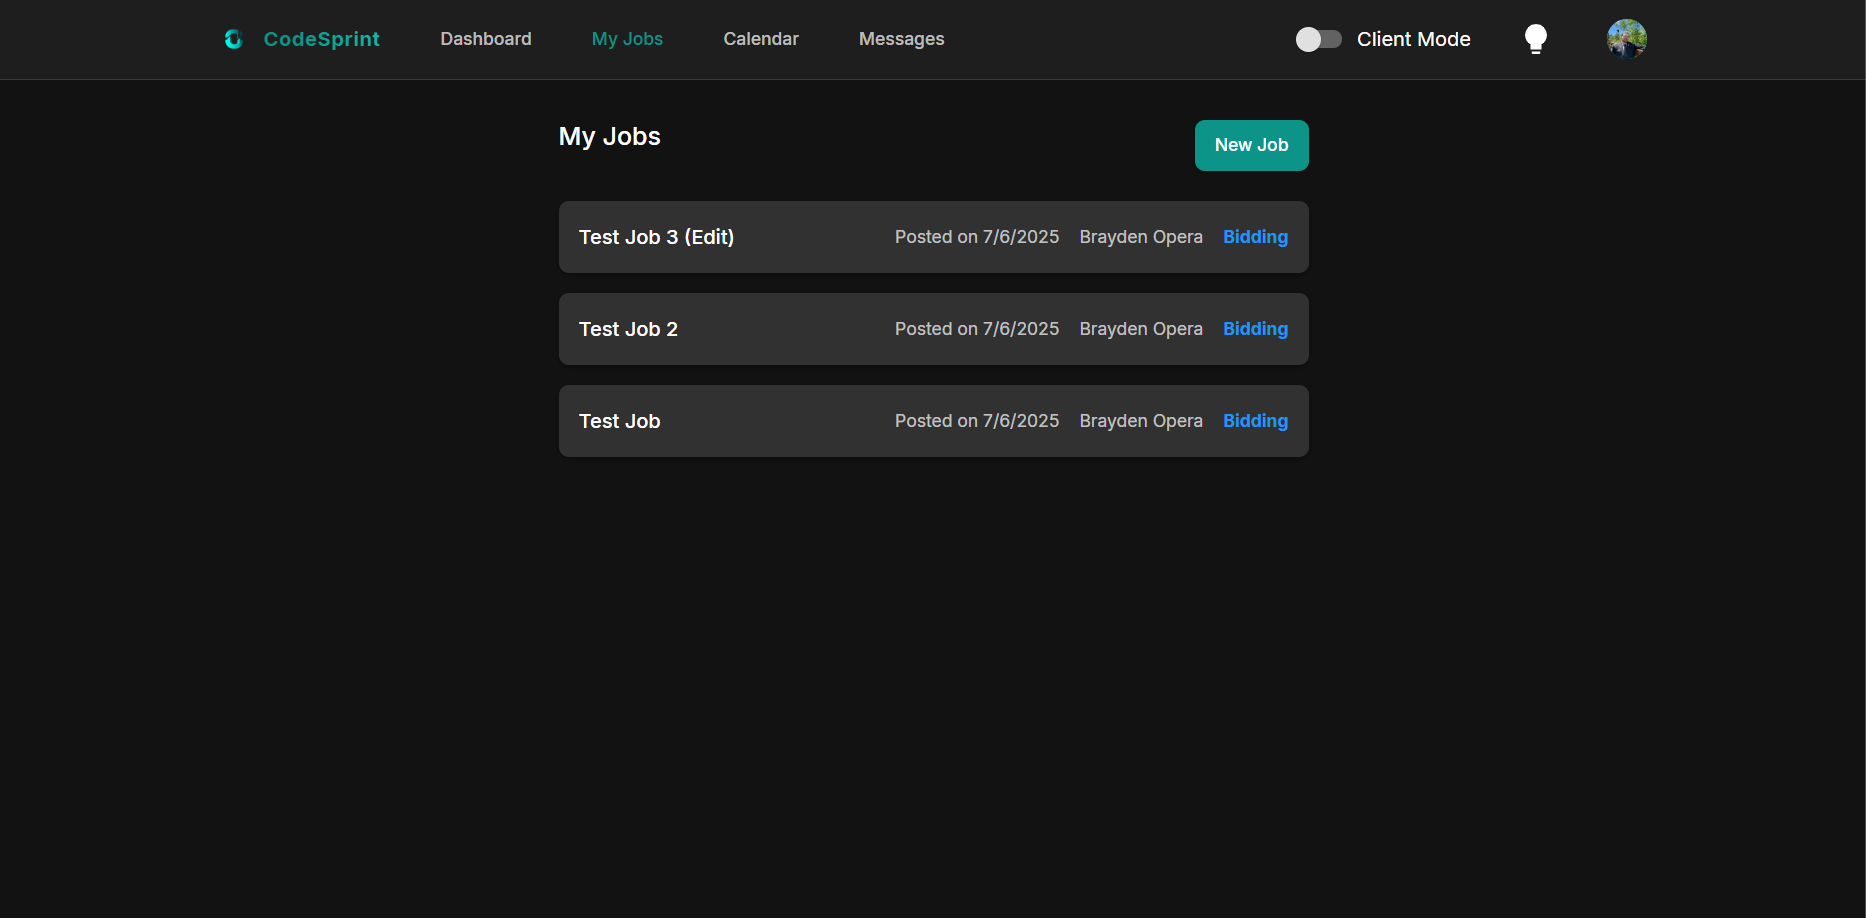 CodeSprint Dashboard My Jobs Calendar Messages Client Mode
My Jobs New Job
Test Job 3 (Edit) Posted on 7/6/2025 Brayden Opera Bidding
Test Job 2 Posted on 7/6/2025 Brayden Opera Bidding
Test Job Posted on 7/6/2025 Brayden Opera Bidding